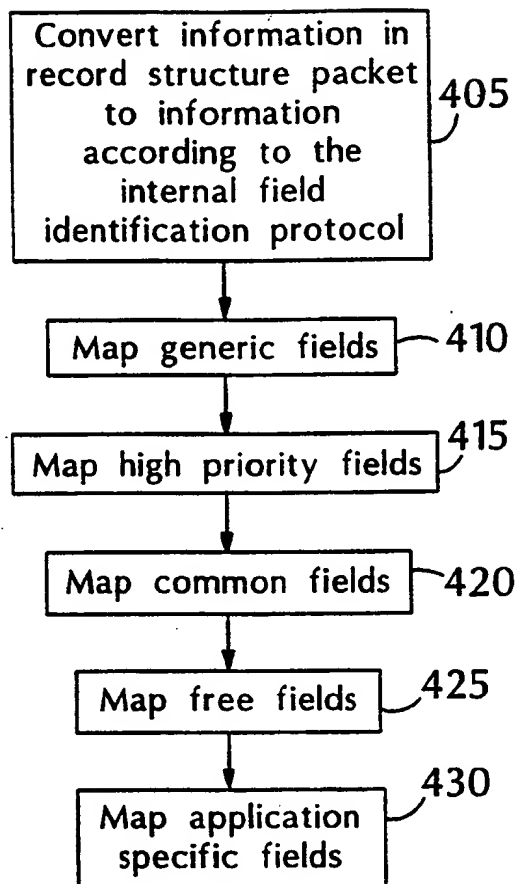 Convert information in
record structure packet
to information
according to the
internal field
identification protocol
405
Map generic fields
410
Map high priority fields
415
Map common fields
420
Map free fields
425
Map application
specific fields
430